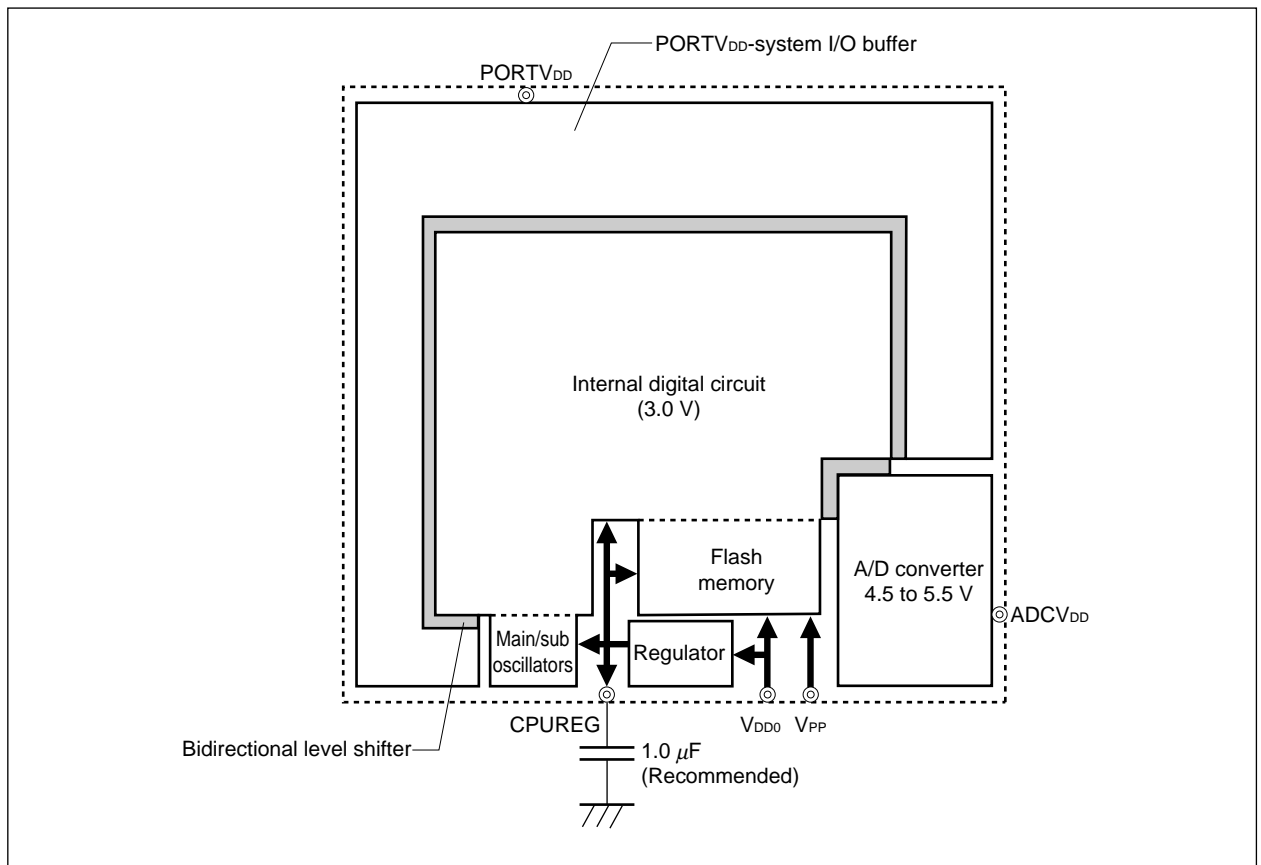 PORTVDD-system I/O buffer
PORTVDD
Internal digital circuit
(3.0 V)
Flash
memory
A/D converter
4.5 to 5.5 V
ADCVDD
Main/sub
oscillators
Regulator
CPUREG
VDD0
VPP
Bidirectional level shifter
1.0 μF
(Recommended)